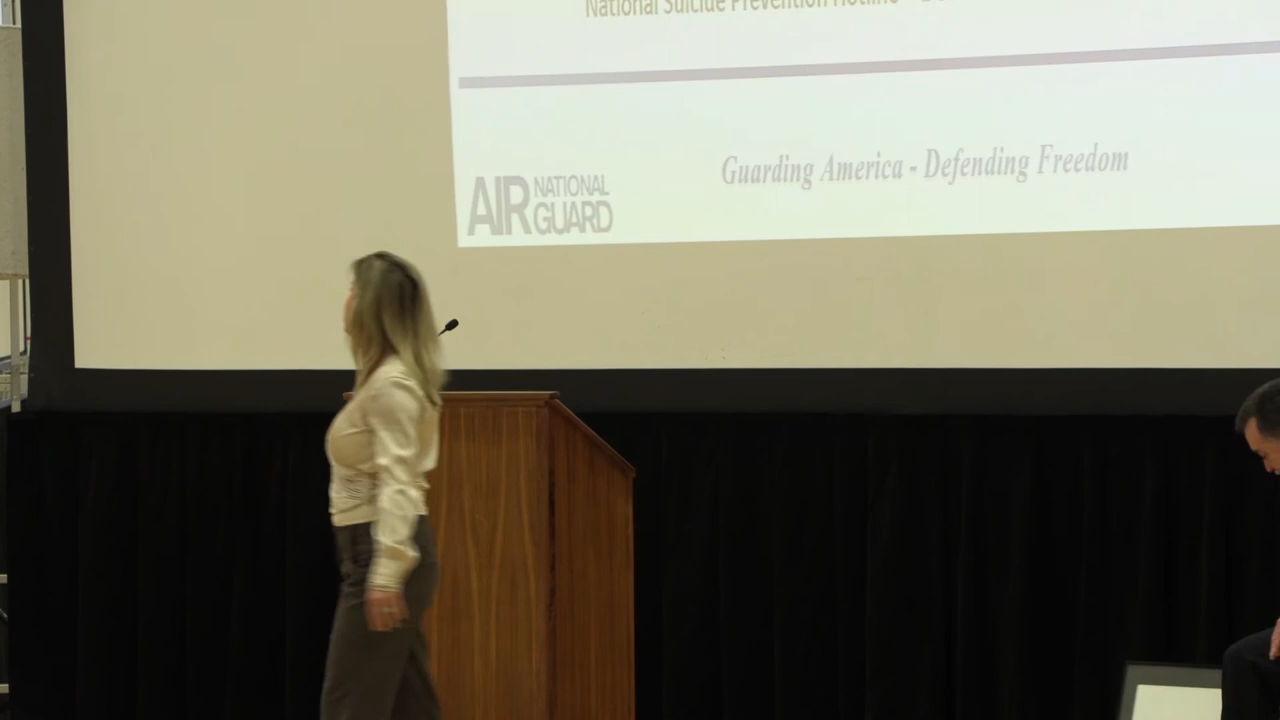 National Suicide Prevention Hotline -
Guarding America - Defending Freedom
AIR NATIONAL
GUARD